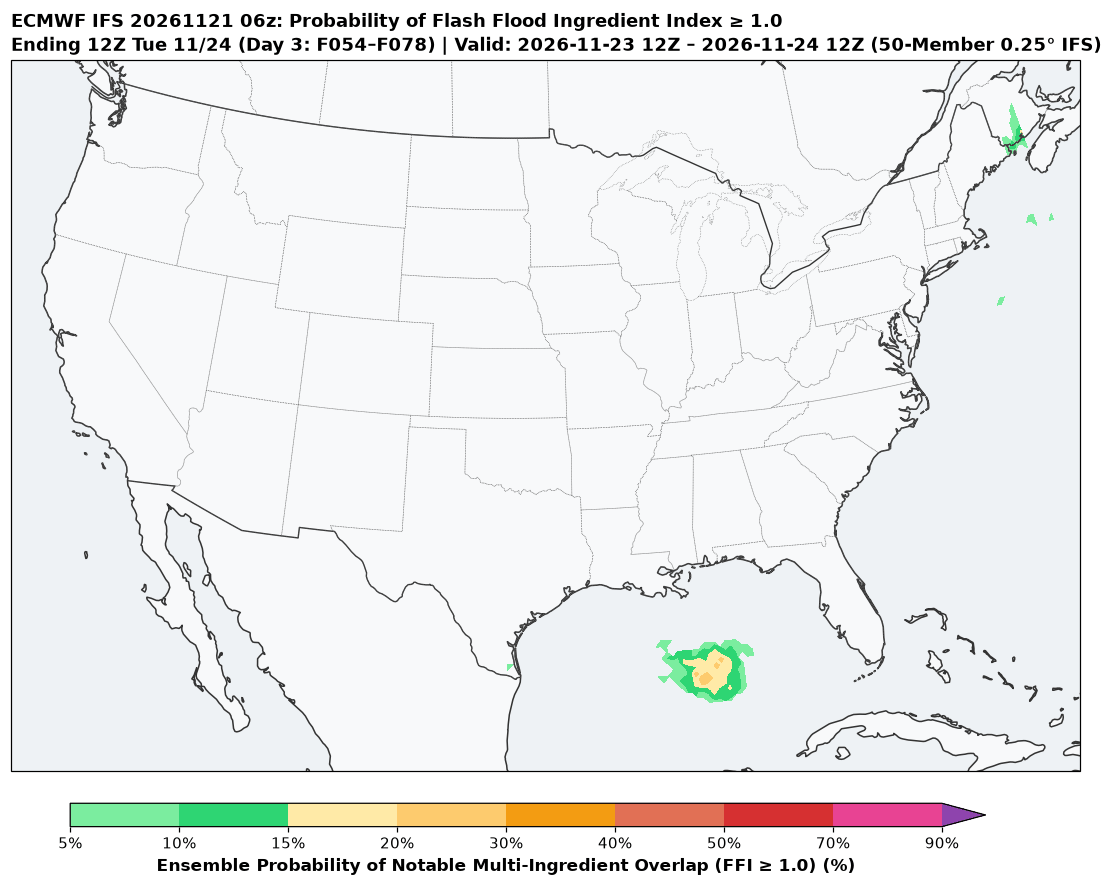 ECMWF IFS 20261121 06z: Probability of Flash Flood Ingredient Index ≥ 1.0
Ending 12Z Tue 11/24 (Day 3: F054–F078) | Valid: 2026-11-23 12Z – 2026-11-24 12Z (50-Member 0.25° IFS)
5% 10% 15% 20% 30% 40% 50% 70% 90%
Ensemble Probability of Notable Multi-Ingredient Overlap (FFI ≥ 1.0) (%)